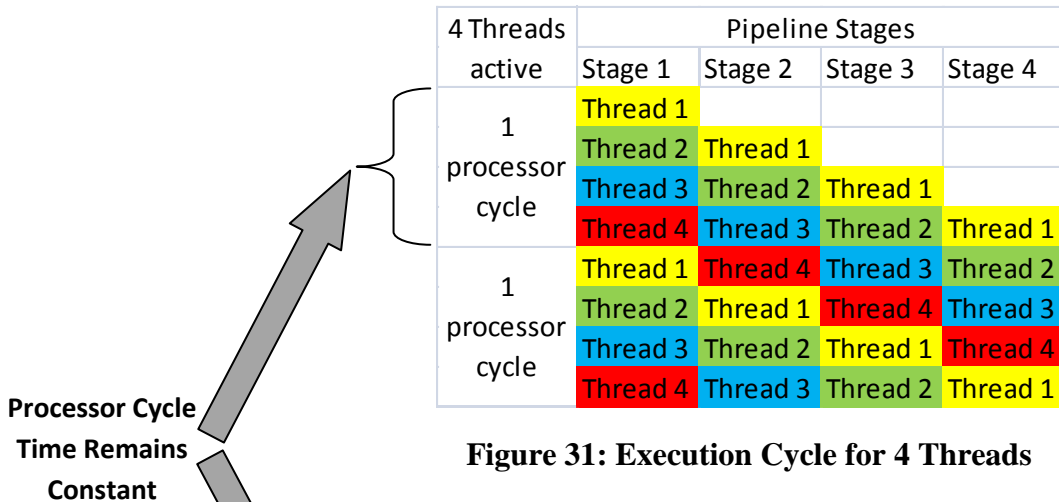 4 Threads active Pipeline Stages
Stage 1 Stage 2 Stage 3 Stage 4
1 processor cycle
Thread 1
Thread 2 Thread 1
Thread 3 Thread 2 Thread 1
Thread 4 Thread 3 Thread 2 Thread 1
1 processor cycle
Thread 1 Thread 4 Thread 3 Thread 2
Thread 2 Thread 1 Thread 4 Thread 3
Thread 3 Thread 2 Thread 1 Thread 4
Thread 4 Thread 3 Thread 2 Thread 1
Processor Cycle
Time Remains
Constant
Figure 31: Execution Cycle for 4 Threads